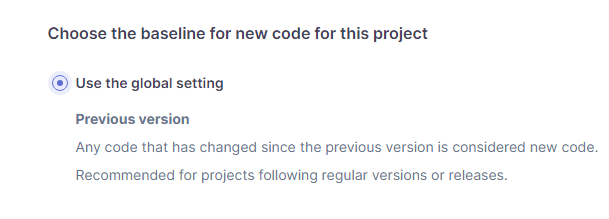 Choose the baseline for new code for this project
Use the global setting
Previous version
Any code that has changed since the previous version is considered new code.
Recommended for projects following regular versions or releases.